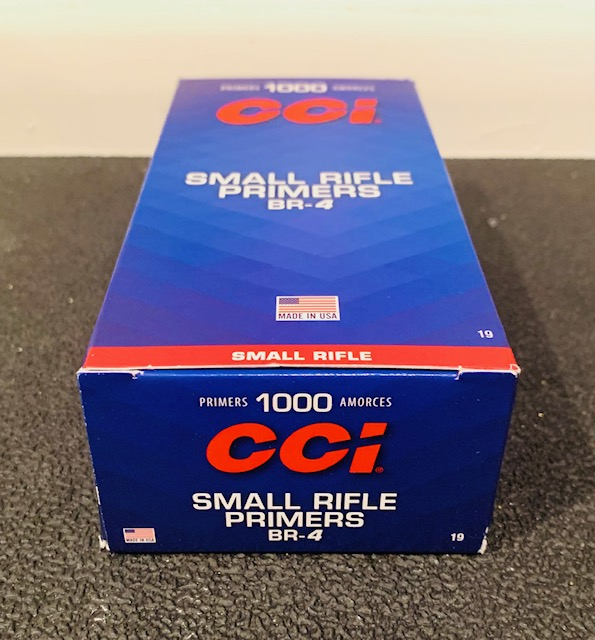 PRIMERS 1000 AMORCES
CCI
SMALL RIFLE
PRIMERS
BR-4
MADE IN USA
19
SMALL RIFLE
PRIMERS 1000 AMORCES
CCI®
SMALL RIFLE
PRIMERS
BR-4
MADE IN USA
19